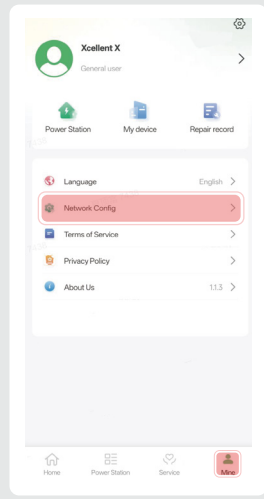 Xcellent X
General user
Power Station
My device
Repair record
Language English
Network Config
Terms of Service
Privacy Policy
About Us 1.1.3
Home
Power Station
Service
Mine